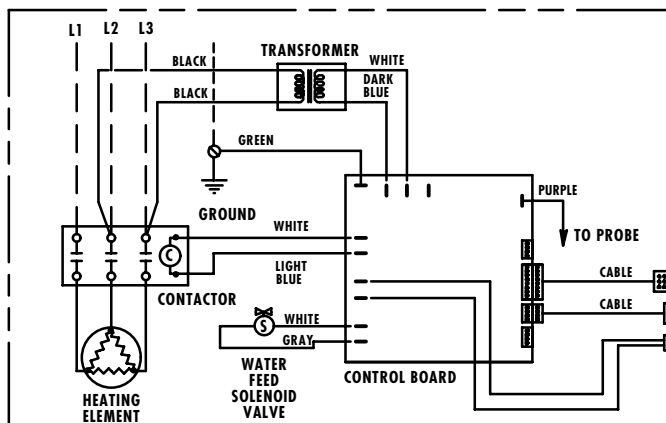 L1 L2 L3
TRANSFORMER
BLACK
WHITE
DARK
BLUE
BLACK
GREEN
PURPLE
GROUND
WHITE
TO PROBE
C
LIGHT
BLUE
CABLE
CONTACTOR
CABLE
WHITE
S
GRAY
WATER
FEED
SOLENOID
VALVE
CONTROL BOARD
HEATING
ELEMENT